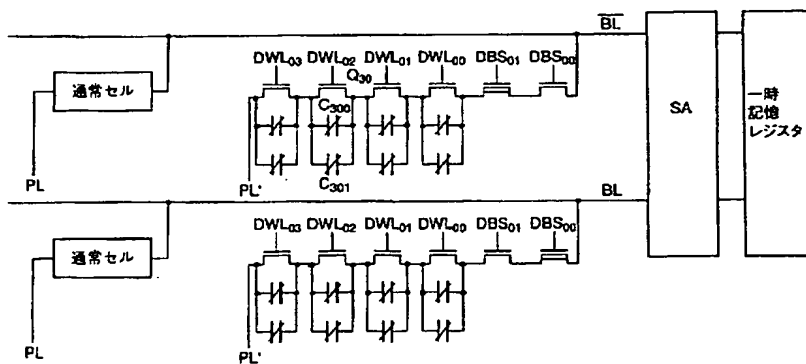 BL
DWL03 DWL02 DWL01 DWL00 DBS01 DBS00
Q30
通常セル
C300
SA
一時
記憶
レジスタ
C301
PL
PL'
BL
DWL03 DWL02 DWL01 DWL00 DBS01 DBS00
通常セル
PL
PL'